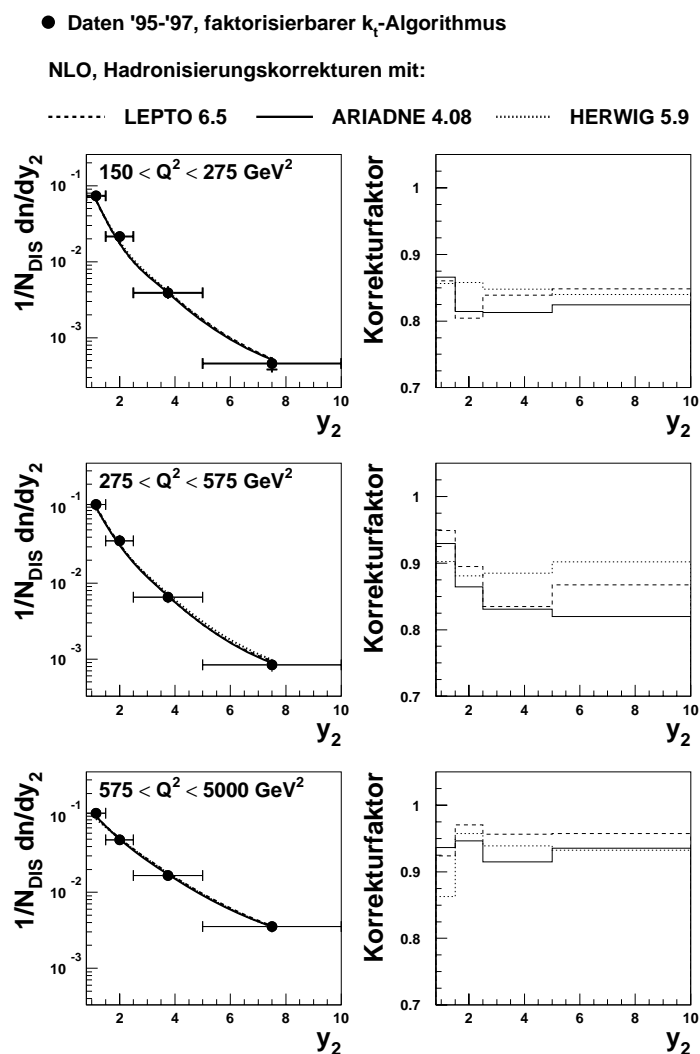 Daten '95-'97, faktorisierbarer kt-Algorithmus
NLO, Hadronisierungskorrekturen mit:
LEPTO 6.5 ARIADNE 4.08 HERWIG 5.9
1/N_DIS dn/dy_2
150 < Q^2 < 275 GeV^2
10^-1
10^-2
10^-3
2 4 6 8 10
y_2
Korrekturfaktor
1
0.9
0.8
0.7
2 4 6 8 10
y_2
1/N_DIS dn/dy_2
275 < Q^2 < 575 GeV^2
10^-1
10^-2
10^-3
2 4 6 8 10
y_2
Korrekturfaktor
1
0.9
0.8
0.7
2 4 6 8 10
y_2
1/N_DIS dn/dy_2
575 < Q^2 < 5000 GeV^2
10^-1
10^-2
10^-3
2 4 6 8 10
y_2
Korrekturfaktor
1
0.9
0.8
0.7
2 4 6 8 10
y_2